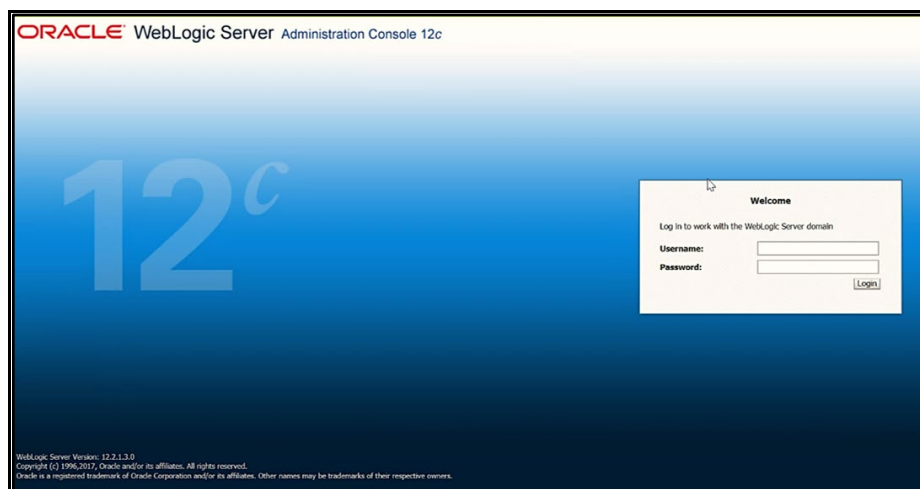 ORACLE WebLogic Server Administration Console 12c
12c
Welcome
Log in to work with the WebLogic Server domain
Username:
Password:
Login
WebLogic Server Version: 12.2.1.3.0
Copyright (c) 1996,2017, Oracle and/or its affiliates. All rights reserved.
Oracle is a registered trademark of Oracle Corporation and/or its affiliates. Other names may be trademarks of their respective owners.